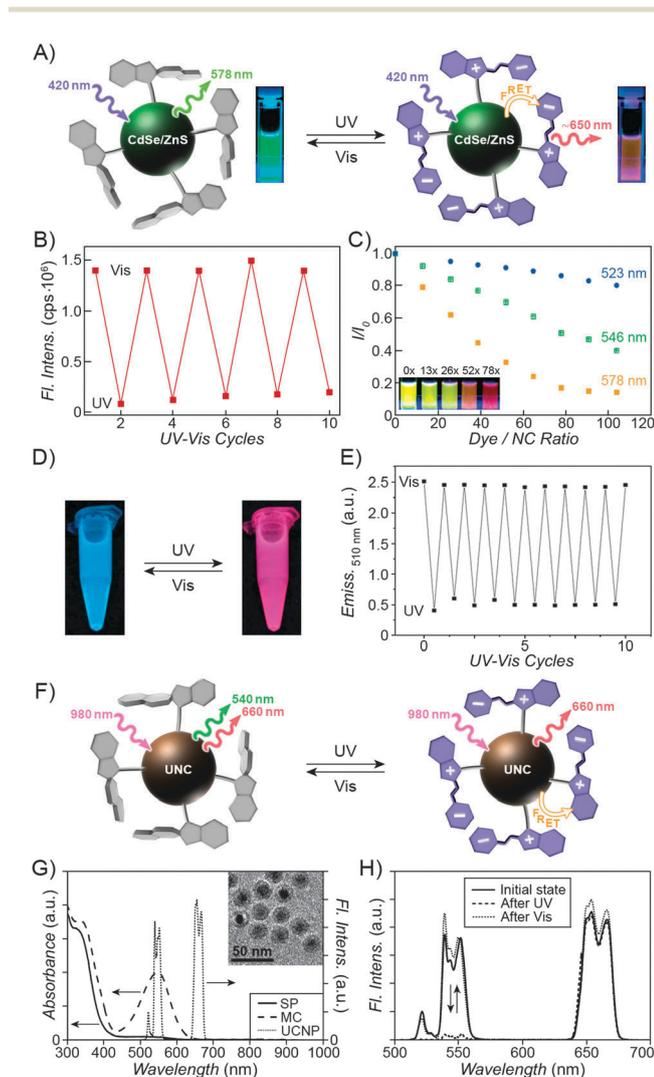 A)
420 nm
578 nm
CdSe/ZnS
UV
Vis
420 nm
FRET
CdSe/ZnS
~650 nm
B)
Fl. Intens. (cps·10⁶)
1.5
1.0
0.5
0
Vis
UV
2 4 6 8 10
UV-Vis Cycles
C)
I/I₀
1.0
0.8
0.6
0.4
0.2
0
523 nm
546 nm
578 nm
0x 13x 26x 52x 78x
0 20 40 60 80 100 120
Dye / NC Ratio
D)
UV
Vis
E)
Emiss. 510 nm (a.u.)
2.5
2.0
1.5
1.0
0.5
0
Vis
UV
0 5 10
UV-Vis Cycles
F)
980 nm
540 nm
660 nm
UNC
UV
Vis
980 nm
660 nm
UNC
FRET
G)
Absorbance (a.u.)
Fl. Intens. (a.u.)
50 nm
SP
MC
UCNP
0
0
300 400 500 600 700 800 900 1000
Wavelength (nm)
H)
Fl. Intens. (a.u.)
Initial state
After UV
After Vis
500 550 600 650 700
Wavelength (nm)